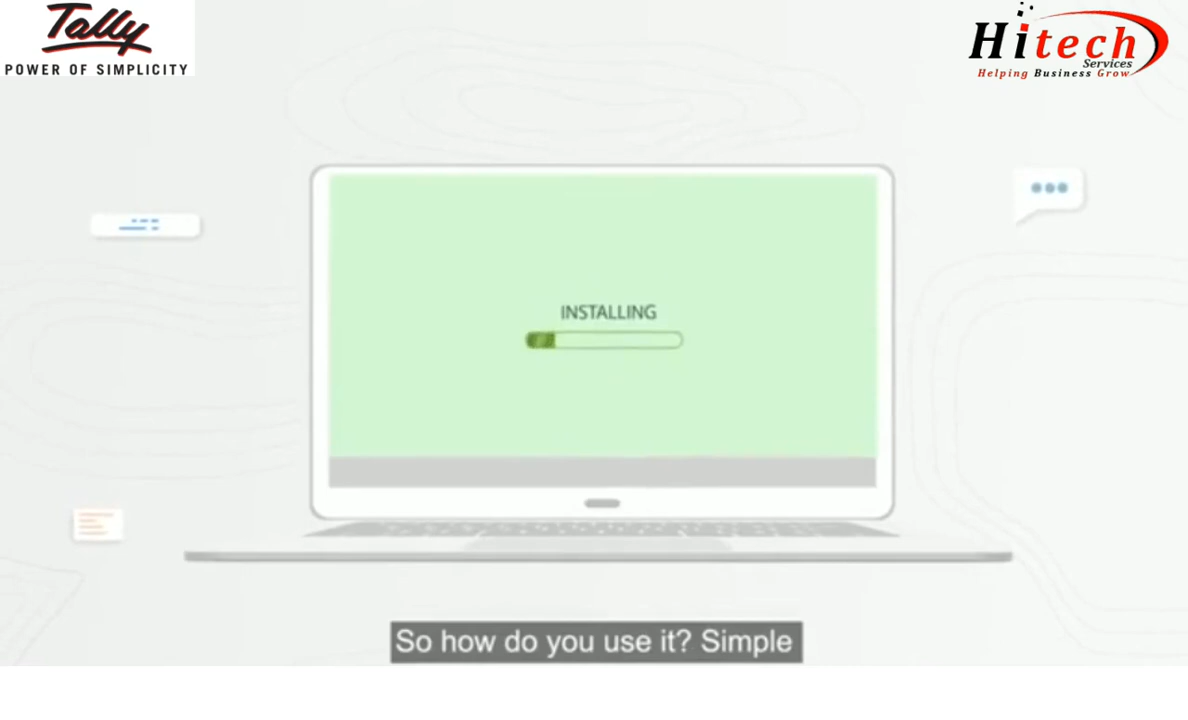 Tally
POWER OF SIMPLICITY
Hitech
Services
Helping Business Grow
INSTALLING
So how do you use it? Simple